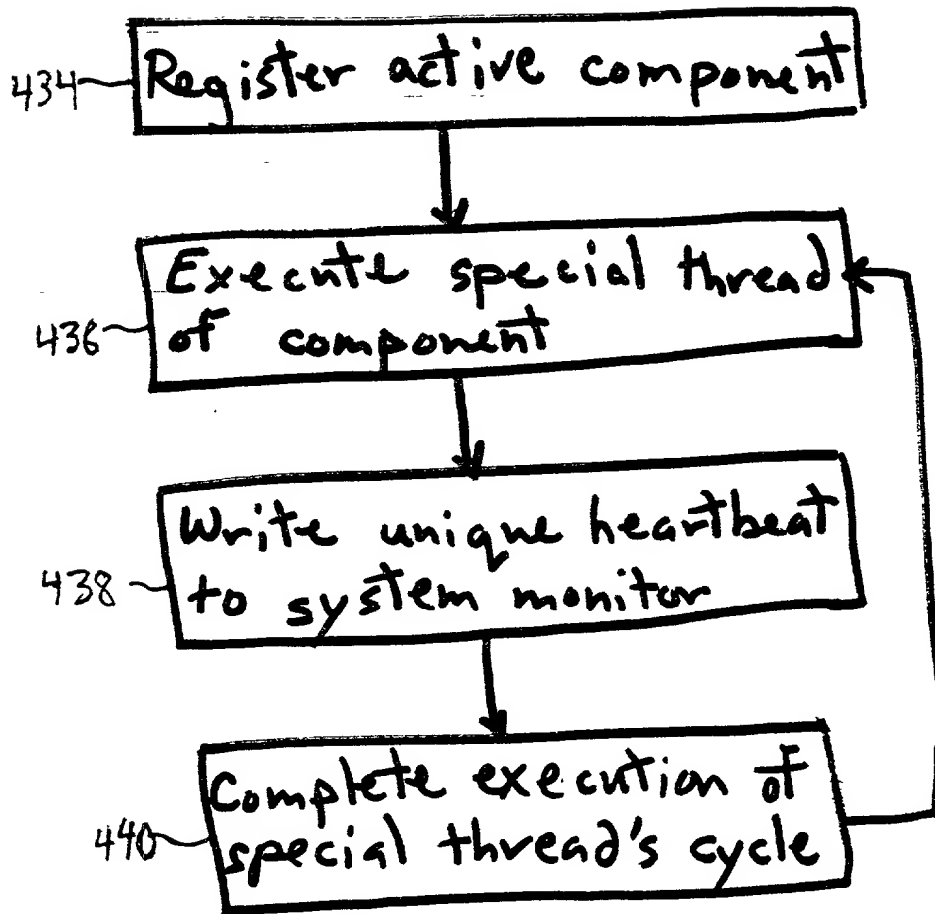 434 Register active component
Execute special thread
436 of component
Write unique heartbeat
438 to system monitor
Complete execution of
440 special thread's cycle